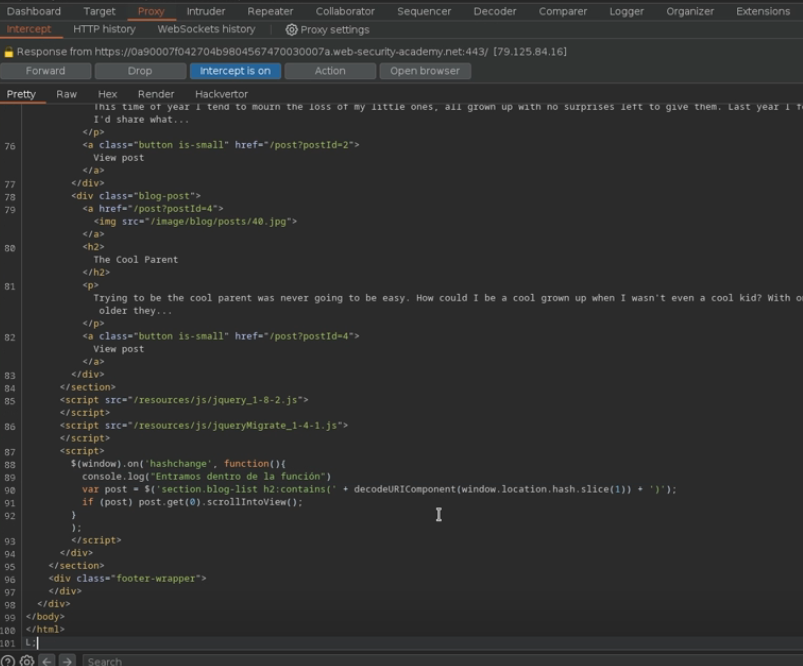 Dashboard Target Proxy Intruder Repeater Collaborator Sequencer Decoder Comparer Logger Organizer Extensions
Intercept HTTP history WebSockets history Proxy settings
Response from https://0a90007f042704b9804567470030007a.web-security-academy.net:443/ [79.125.84.16]
Forward Drop Intercept is on Action Open browser
Pretty Raw Hex Render Hackvertor
This time of year I tend to mourn the loss of my little ones, all grown up with no surprises left to give them. Last year I
I'd share what...
</p>
76 <a class="button is-small" href="/post?postId=2">
View post
</a>
77 </div>
78 <div class="blog-post">
79 <a href="/post?postId=4">
<img src="/image/blog/posts/40.jpg">
</a>
80 <h2>
The Cool Parent
</h2>
81 <p>
Trying to be the cool parent was never going to be easy. How could I be a cool grown up when I wasn't even a cool kid? With
older they...
</p>
82 <a class="button is-small" href="/post?postId=4">
View post
</a>
83 </div>
84 </section>
85 <script src="/resources/js/jquery_1-8-2.js">
</script>
86 <script src="/resources/js/jqueryMigrate_1-4-1.js">
</script>
87 <script>
88 $(window).on('hashchange', function(){
89 console.log("Entramos dentro de la función")
90 var post = $('section.blog-list h2:contains(' + decodeURIComponent(window.location.hash.slice(1)) + ')');
91 if (post) post.get(0).scrollIntoView();
92 }
);
93 </script>
94 </div>
95 </section>
96 <div class="footer-wrapper">
97 </div>
98 </div>
99 </body>
100 </html>
101 L;
Search